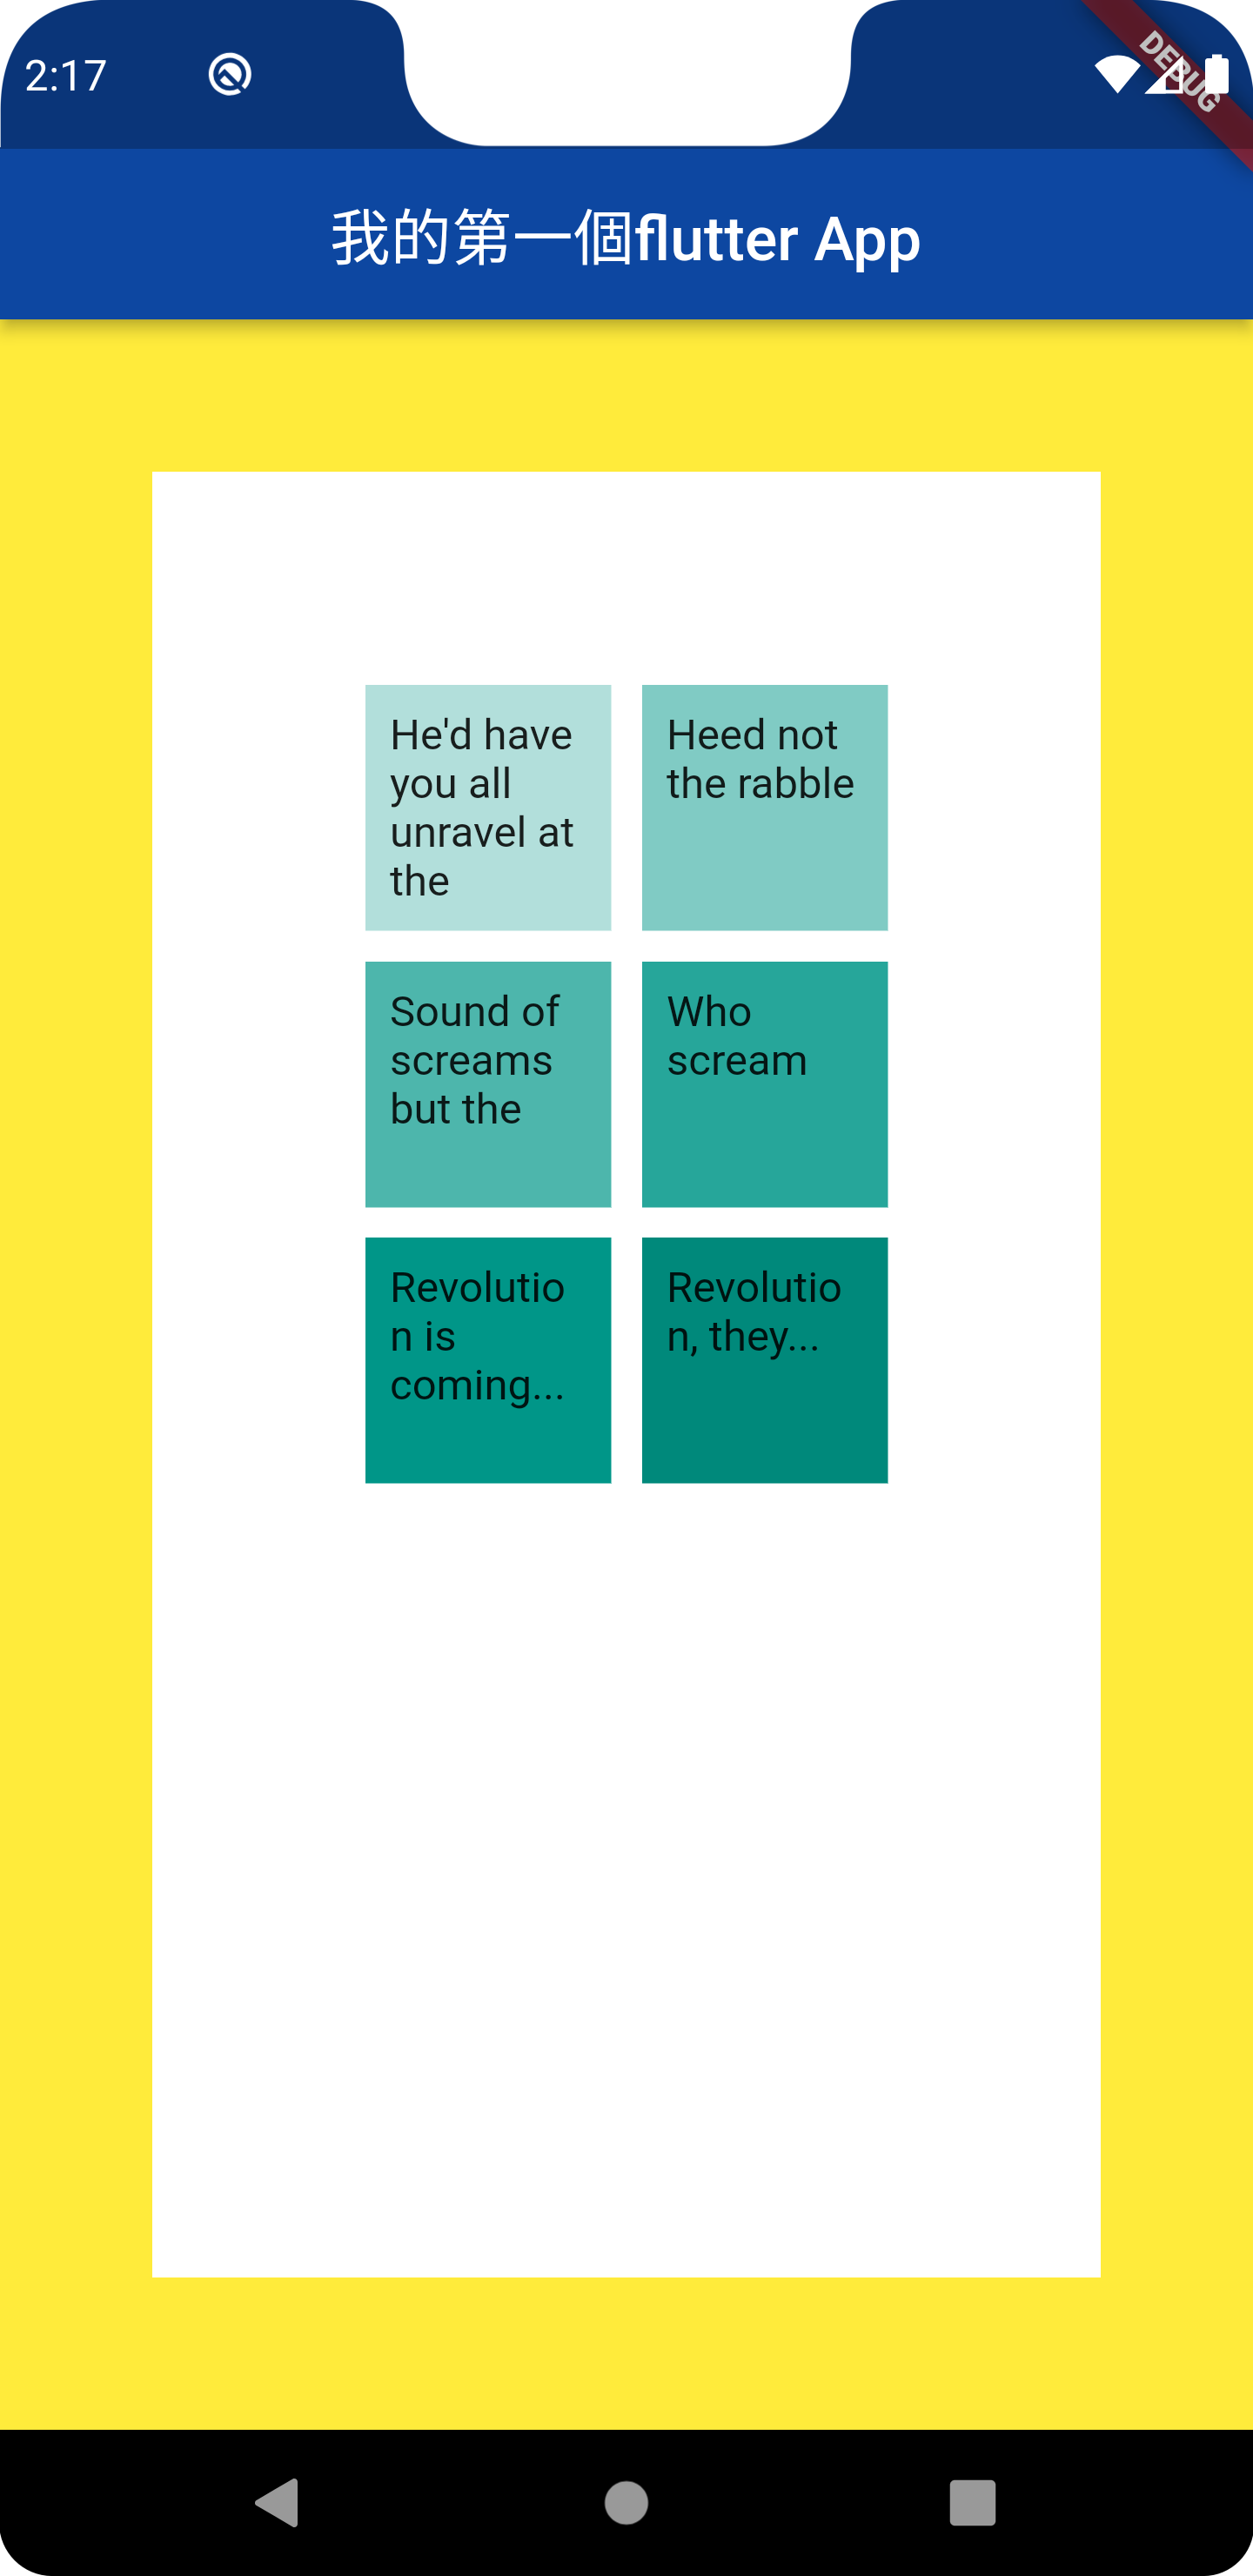 2:17
DEBUG
我的第一個flutter App
He'd have
you all
unravel at
the
Heed not
the rabble
Sound of
screams
but the
Who
scream
Revolutio
n is
coming...
Revolutio
n, they...